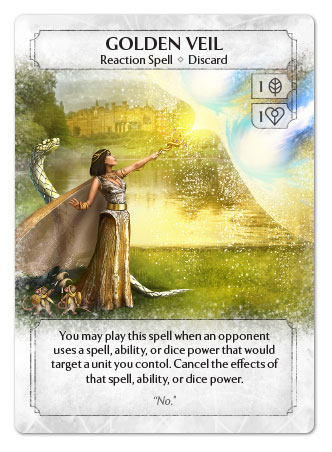 GOLDEN VEIL
Reaction Spell ◇ Discard
1
1
You may play this spell when an opponent
uses a spell, ability, or dice power that would
target a unit you contol. Cancel the effects of
that spell, ability, or dice power.
“No.”